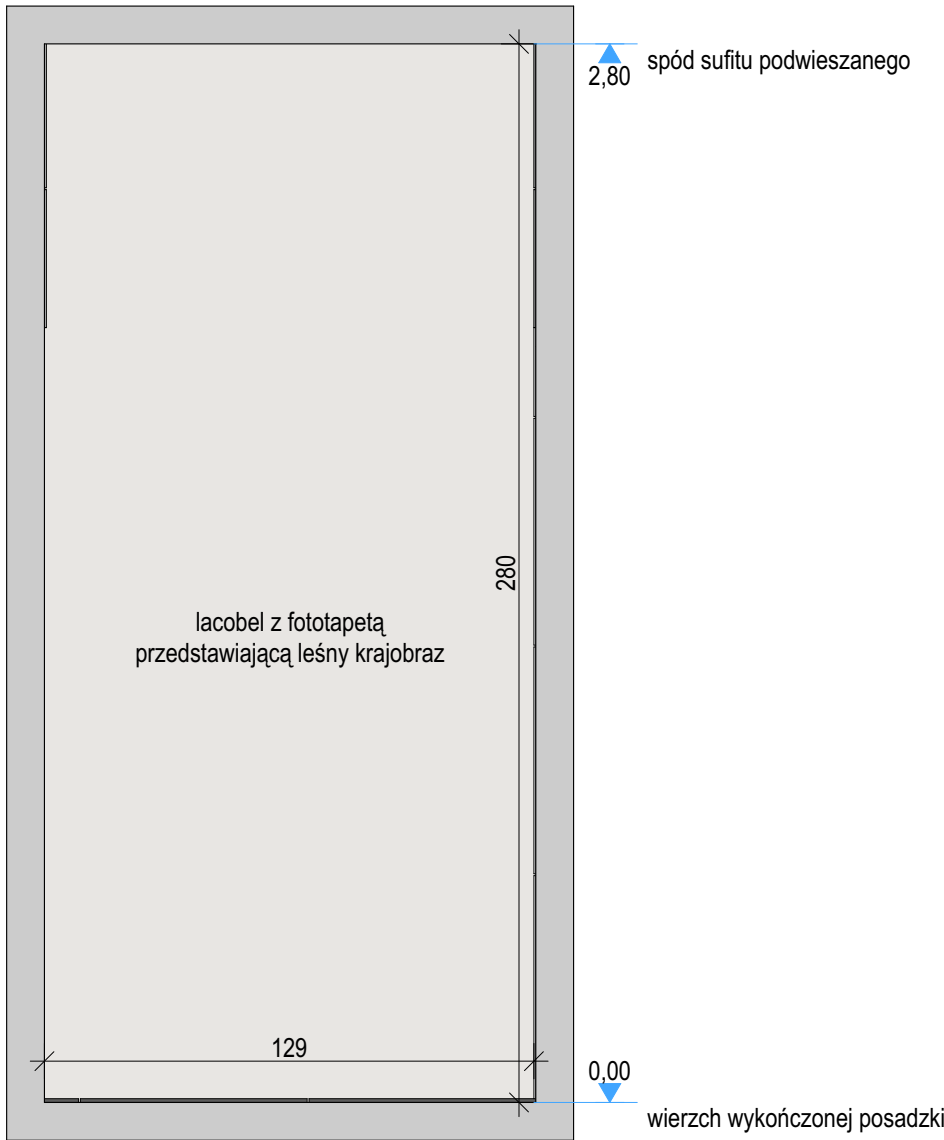 2,80
spód sufitu podwieszanego
280
lacobel z fototapetą
przedstawiającą leśny krajobraz
129
0,00
wierzch wykończonej posadzki